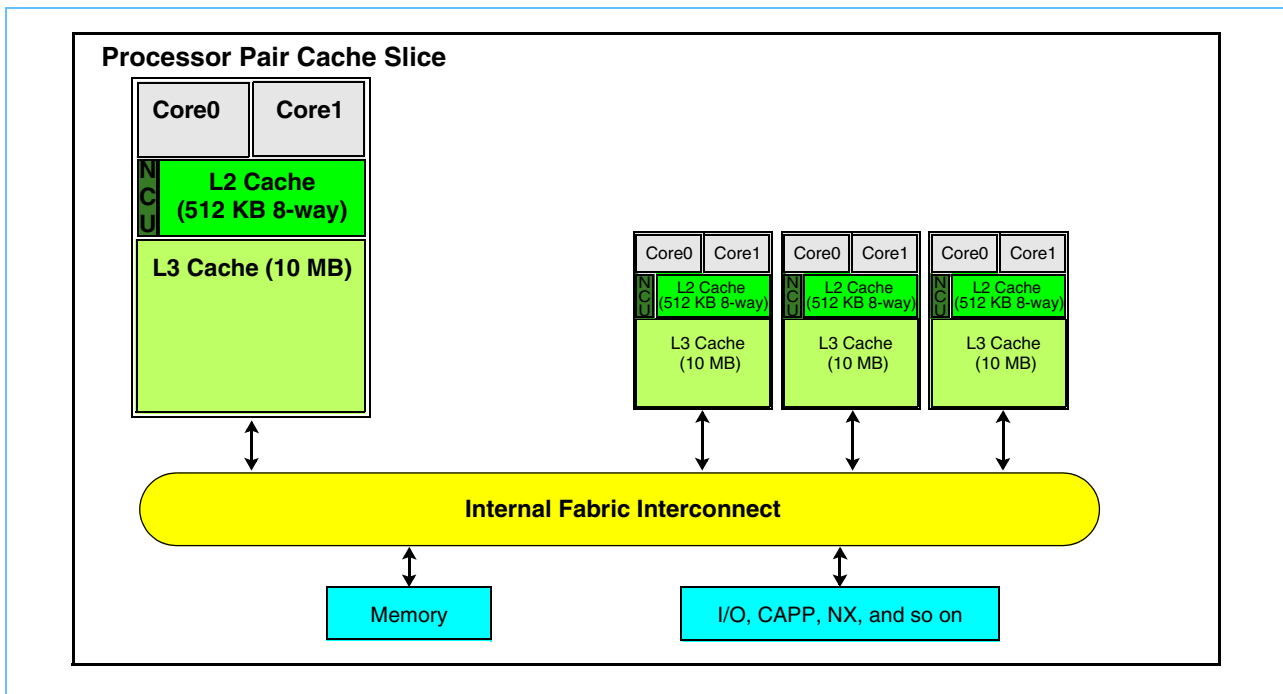 Processor Pair Cache Slice
Core0
Core1
N
C
U
L2 Cache
(512 KB 8-way)
L3 Cache (10 MB)
Core0
Core1
N
C
U
L2 Cache
(512 KB 8-way)
L3 Cache
(10 MB)
Core0
Core1
N
C
U
L2 Cache
(512 KB 8-way)
L3 Cache
(10 MB)
Core0
Core1
N
C
U
L2 Cache
(512 KB 8-way)
L3 Cache
(10 MB)
Internal Fabric Interconnect
Memory
I/O, CAPP, NX, and so on